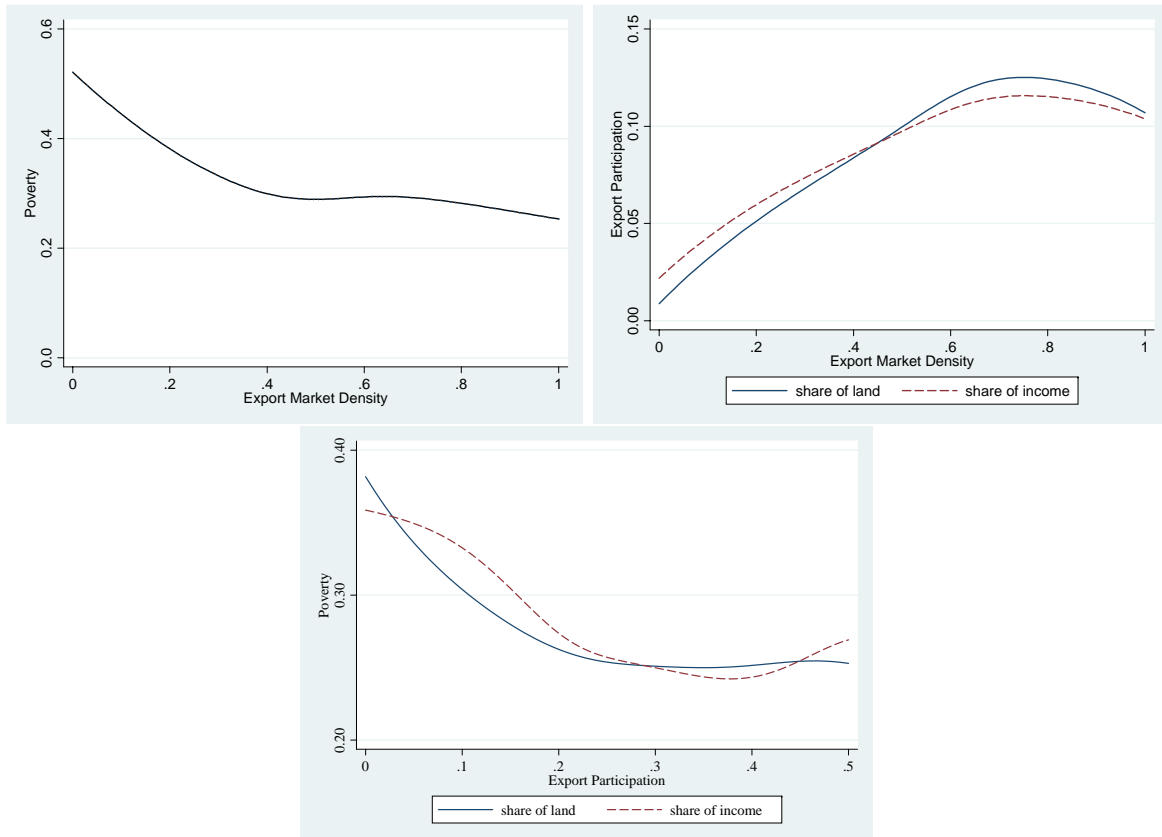 0.6
0.4
0.2
0.0
Poverty
0 .2 .4 .6 .8 1
Export Market Density
0.15
0.10
0.05
0.00
Export Participation
0 .2 .4 .6 .8 1
Export Market Density
share of land share of income
0.40
0.30
0.20
Poverty
0 .1 .2 .3 .4 .5
Export Participation
share of land share of income